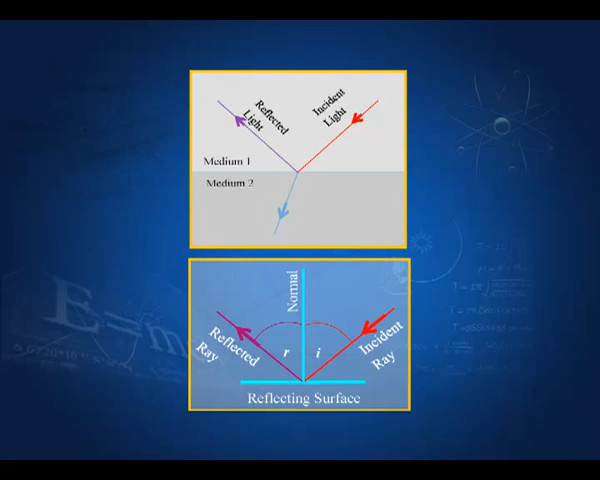 Reflected
Light
Incident
Light
Medium 1
Medium 2
Normal
Reflected
Ray
r
i
Incident
Ray
Reflecting Surface
E=m